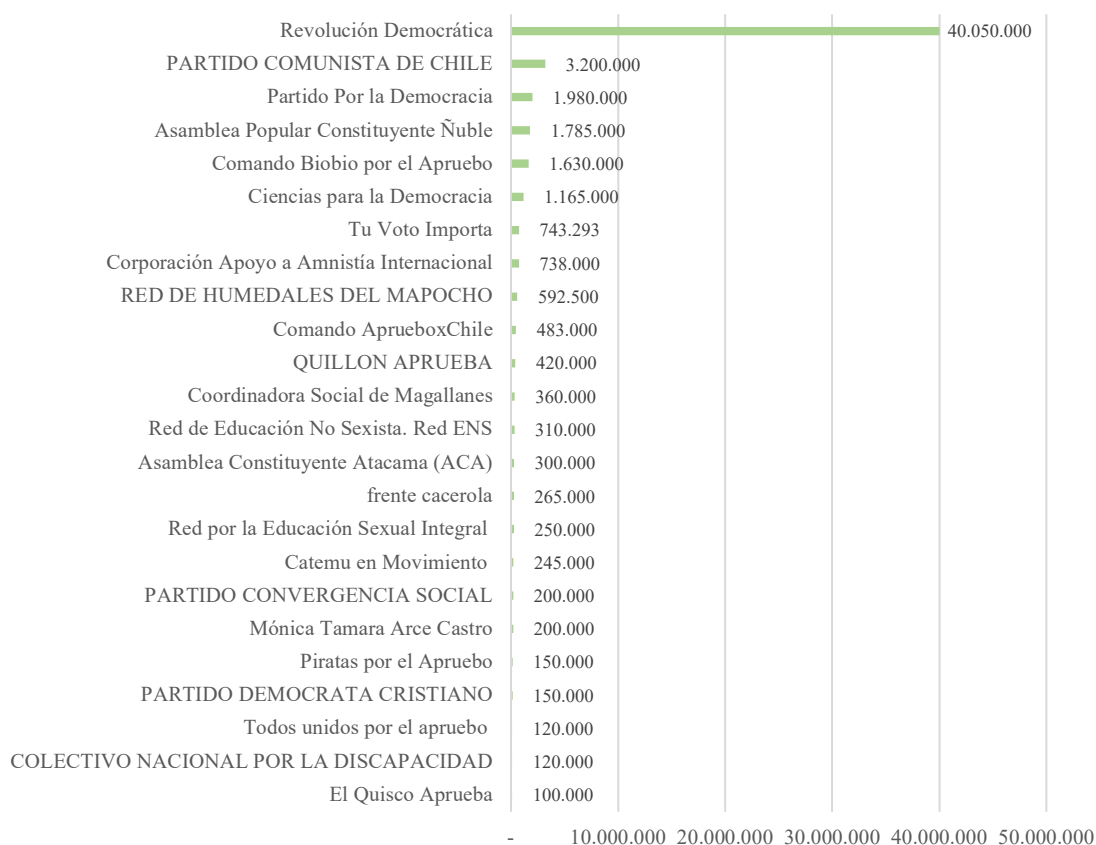 Revolución Democrática 40.050.000
PARTIDO COMUNISTA DE CHILE 3.200.000
Partido Por la Democracia 1.980.000
Asamblea Popular Constituyente Ñuble 1.785.000
Comando Biobio por el Apruebo 1.630.000
Ciencias para la Democracia 1.165.000
Tu Voto Importa 743.293
Corporación Apoyo a Amnistía Internacional 738.000
RED DE HUMEDALES DEL MAPOCHO 592.500
Comando AprueboxChile 483.000
QUILLON APRUEBA 420.000
Coordinadora Social de Magallanes 360.000
Red de Educación No Sexista. Red ENS 310.000
Asamblea Constituyente Atacama (ACA) 300.000
frente cacerola 265.000
Red por la Educación Sexual Integral 250.000
Catemu en Movimiento 245.000
PARTIDO CONVERGENCIA SOCIAL 200.000
Mónica Tamara Arce Castro 200.000
Piratas por el Apruebo 150.000
PARTIDO DEMOCRATA CRISTIANO 150.000
Todos unidos por el apruebo 120.000
COLECTIVO NACIONAL POR LA DISCAPACIDAD 120.000
El Quisco Aprueba 100.000
- 10.000.000 20.000.000 30.000.000 40.000.000 50.000.000